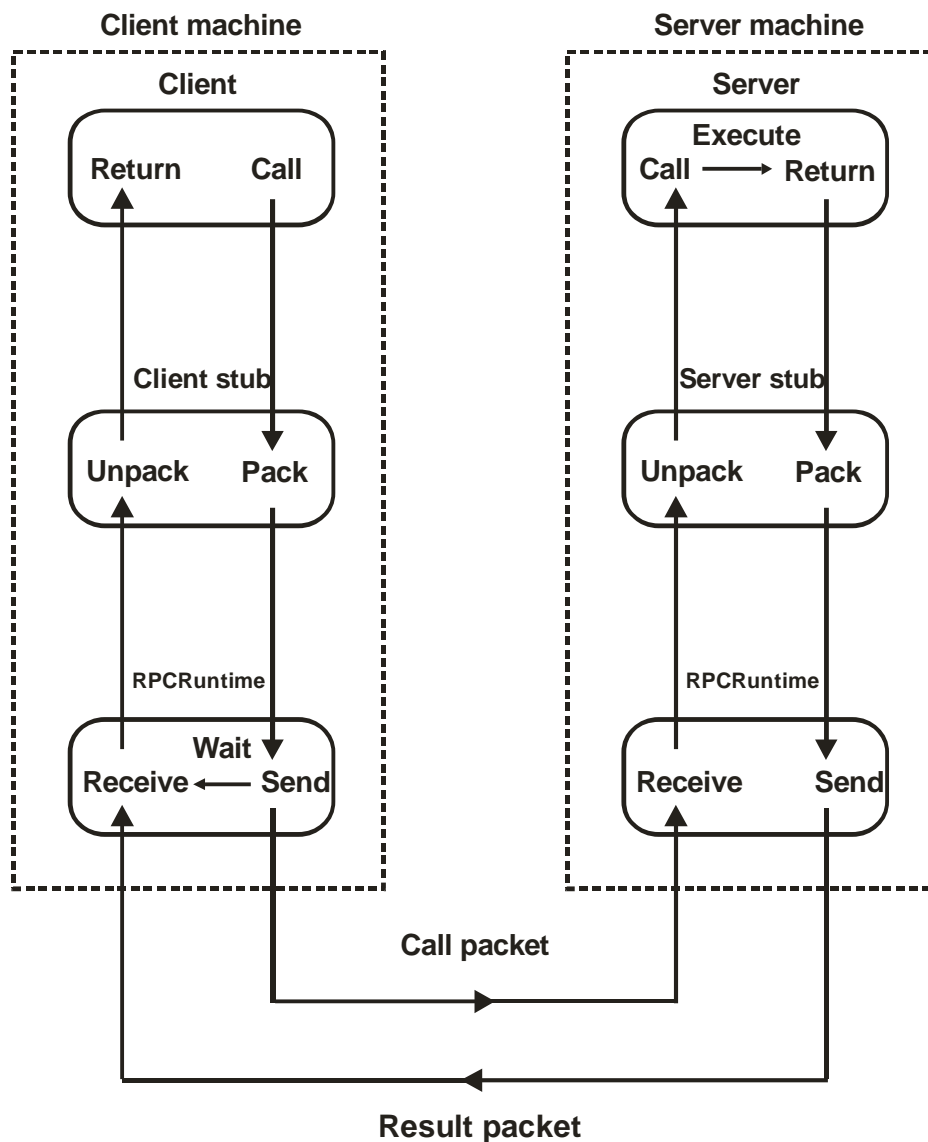 Client machine
Server machine
Client
Server
Return Call
Execute
Call Return
Client stub
Server stub
Unpack Pack
Unpack Pack
RPCRuntime
RPCRuntime
Wait
Receive Send
Receive Send
Call packet
Result packet